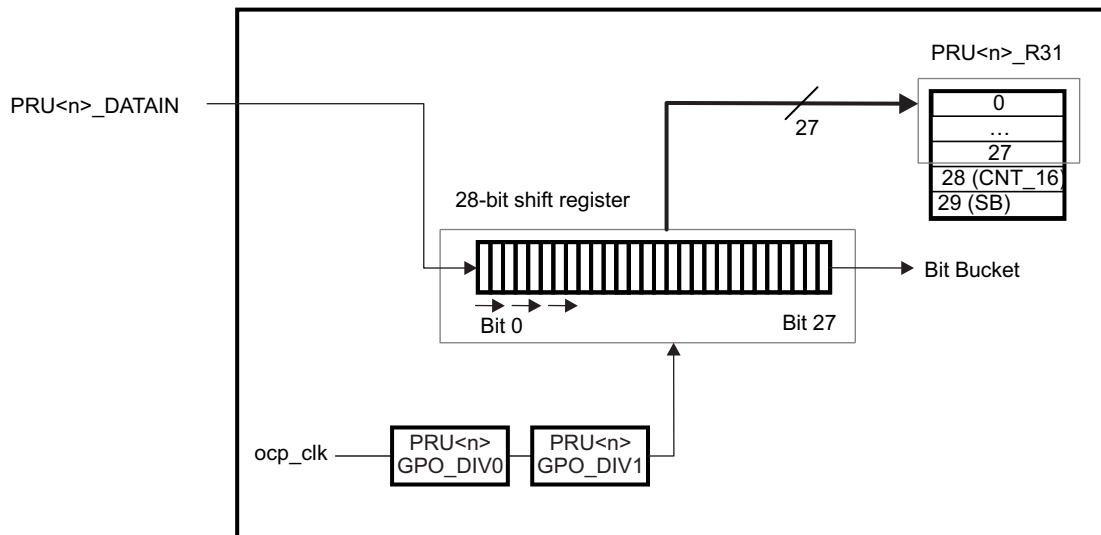 PRU<n>_R31
PRU<n>_DATAIN
0
...
27
27
28 (CNT_16)
29 (SB)
28-bit shift register
Bit Bucket
Bit 0
Bit 27
ocp_clk
PRU<n>
GPO_DIV0
PRU<n>
GPO_DIV1